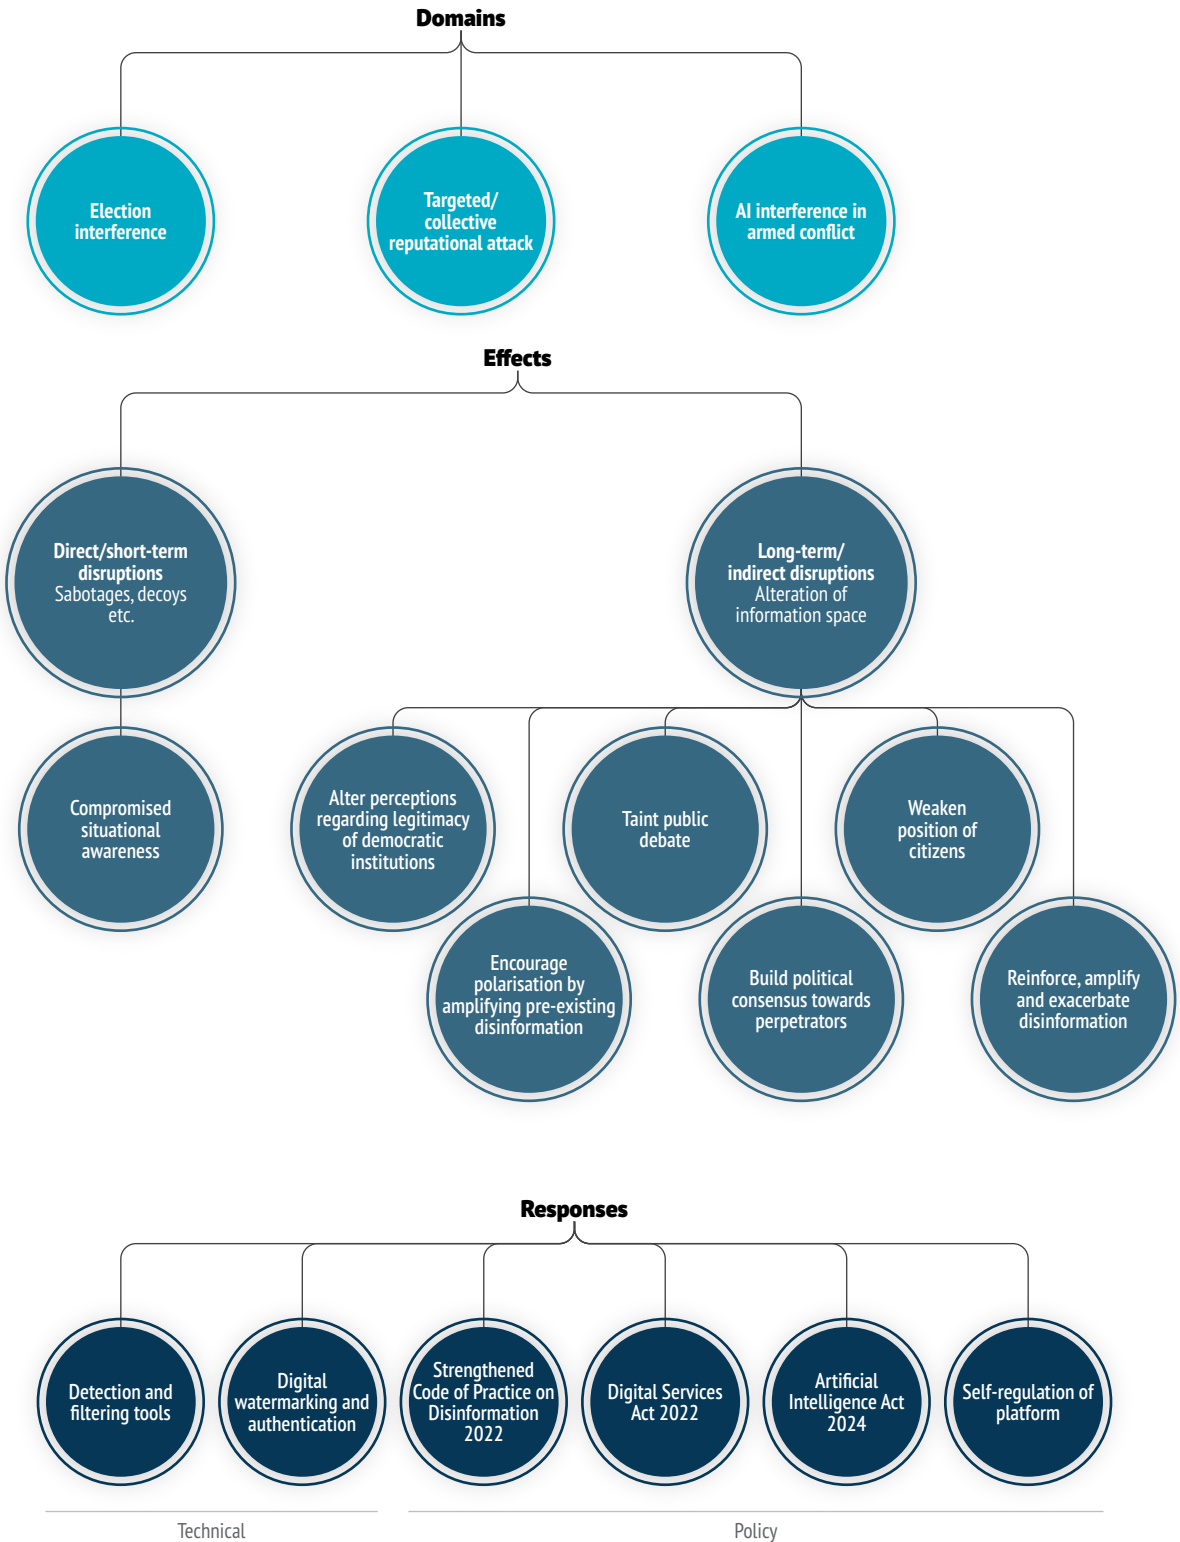 Domains
Election
interference
Targeted/
collective
reputational attack
AI interference in
armed conflict
Effects
Direct/short-term
disruptions
Sabotages, decoys
etc.
Long-term/
indirect disruptions
Alteration of
information space
Compromised
situational
awareness
Alter perceptions
regarding legitimacy
of democratic
institutions
Taint public
debate
Weaken
position of
citizens
Encourage
polarisation by
amplifying pre-existing
disinformation
Build political
consensus towards
perpetrators
Reinforce, amplify
and exacerbate
disinformation
Responses
Detection and
filtering tools
Digital
watermarking and
authentication
Strengthened
Code of Practice on
Disinformation
2022
Digital Services
Act 2022
Artificial
Intelligence Act
2024
Self-regulation of
platform
Technical
Policy